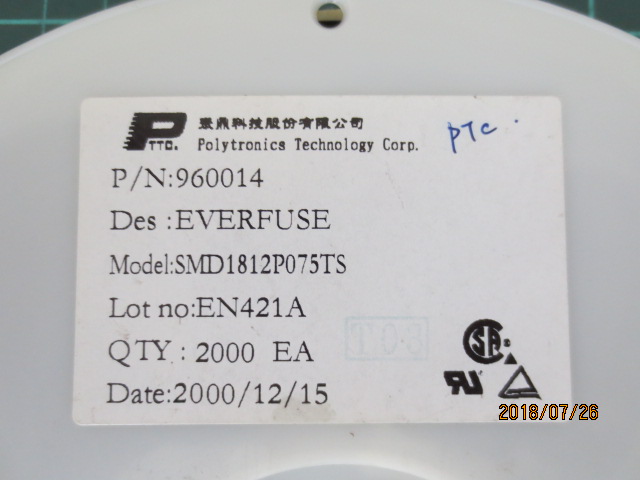 PTTC.
聚鼎科技股份有限公司
Polytronics Technology Corp.
PTC
P/N:960014
Des :EVERFUSE
Model:SMD1812P075TS
Lot no:EN421A
QTY : 2000 EA
Date:2000/12/15
SA
2018/07/26